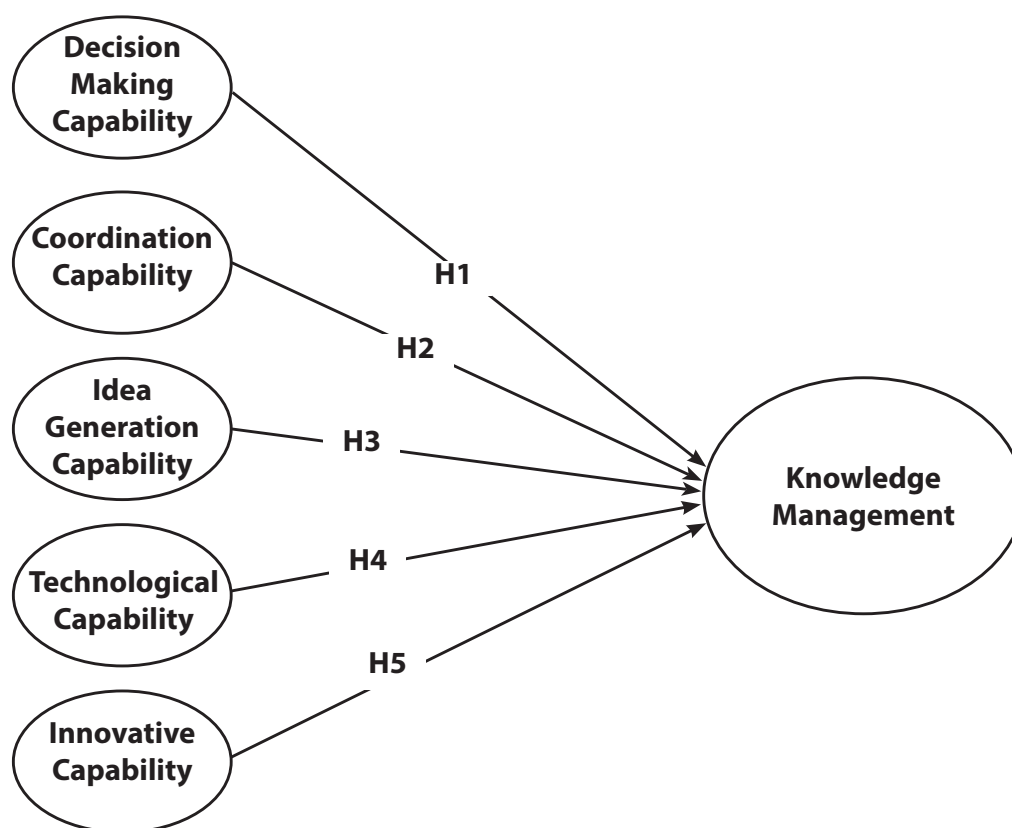 Decision
Making
Capability
Coordination
Capability
Idea
Generation
Capability
Technological
Capability
Innovative
Capability
H1
H2
H3
H4
H5
Knowledge
Management